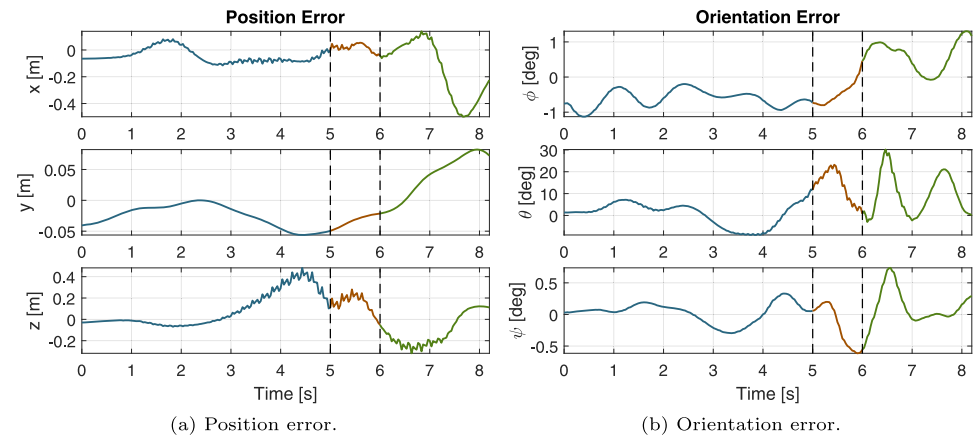 Position Error
x [m]
0
-0.2
-0.4
0 1 2 3 4 5 6 7 8
y [m]
0.05
0
-0.05
0 1 2 3 4 5 6 7 8
z [m]
0.4
0.2
0
-0.2
0 1 2 3 4 5 6 7 8
Time [s]
(a) Position error.
Orientation Error
ϕ [deg]
1
0
-1
0 1 2 3 4 5 6 7 8
θ [deg]
30
20
10
0
0 1 2 3 4 5 6 7 8
ψ [deg]
0.5
0
-0.5
0 1 2 3 4 5 6 7 8
Time [s]
(b) Orientation error.